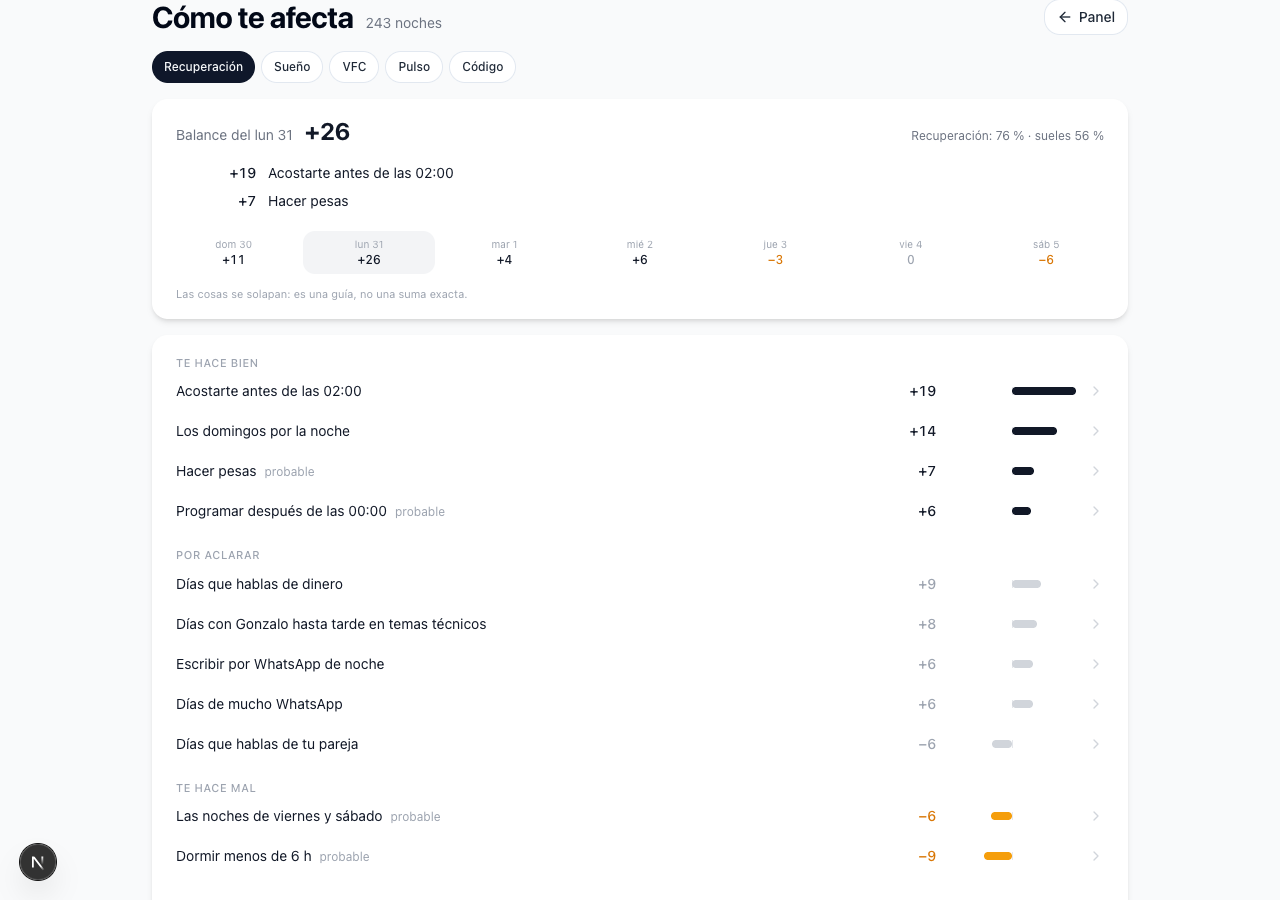 Cómo te afecta 243 noches
← Panel
Recuperación Sueño VFC Pulso Código
Balance del lun 31 +26
Recuperación: 76 % · sueles 56 %
+19 Acostarte antes de las 02:00
+7 Hacer pesas
dom 30 lun 31 mar 1 mié 2 jue 3 vie 4 sáb 5
+11 +26 +4 +6 −3 0 −6
Las cosas se solapan: es una guía, no una suma exacta.
TE HACE BIEN
Acostarte antes de las 02:00 +19
Los domingos por la noche +14
Hacer pesas probable +7
Programar después de las 00:00 probable +6
POR ACLARAR
Días que hablas de dinero +9
Días con Gonzalo hasta tarde en temas técnicos +8
Escribir por WhatsApp de noche +6
Días de mucho WhatsApp +6
Días que hablas de tu pareja −6
TE HACE MAL
Las noches de viernes y sábado probable −6
Dormir menos de 6 h probable −9
N